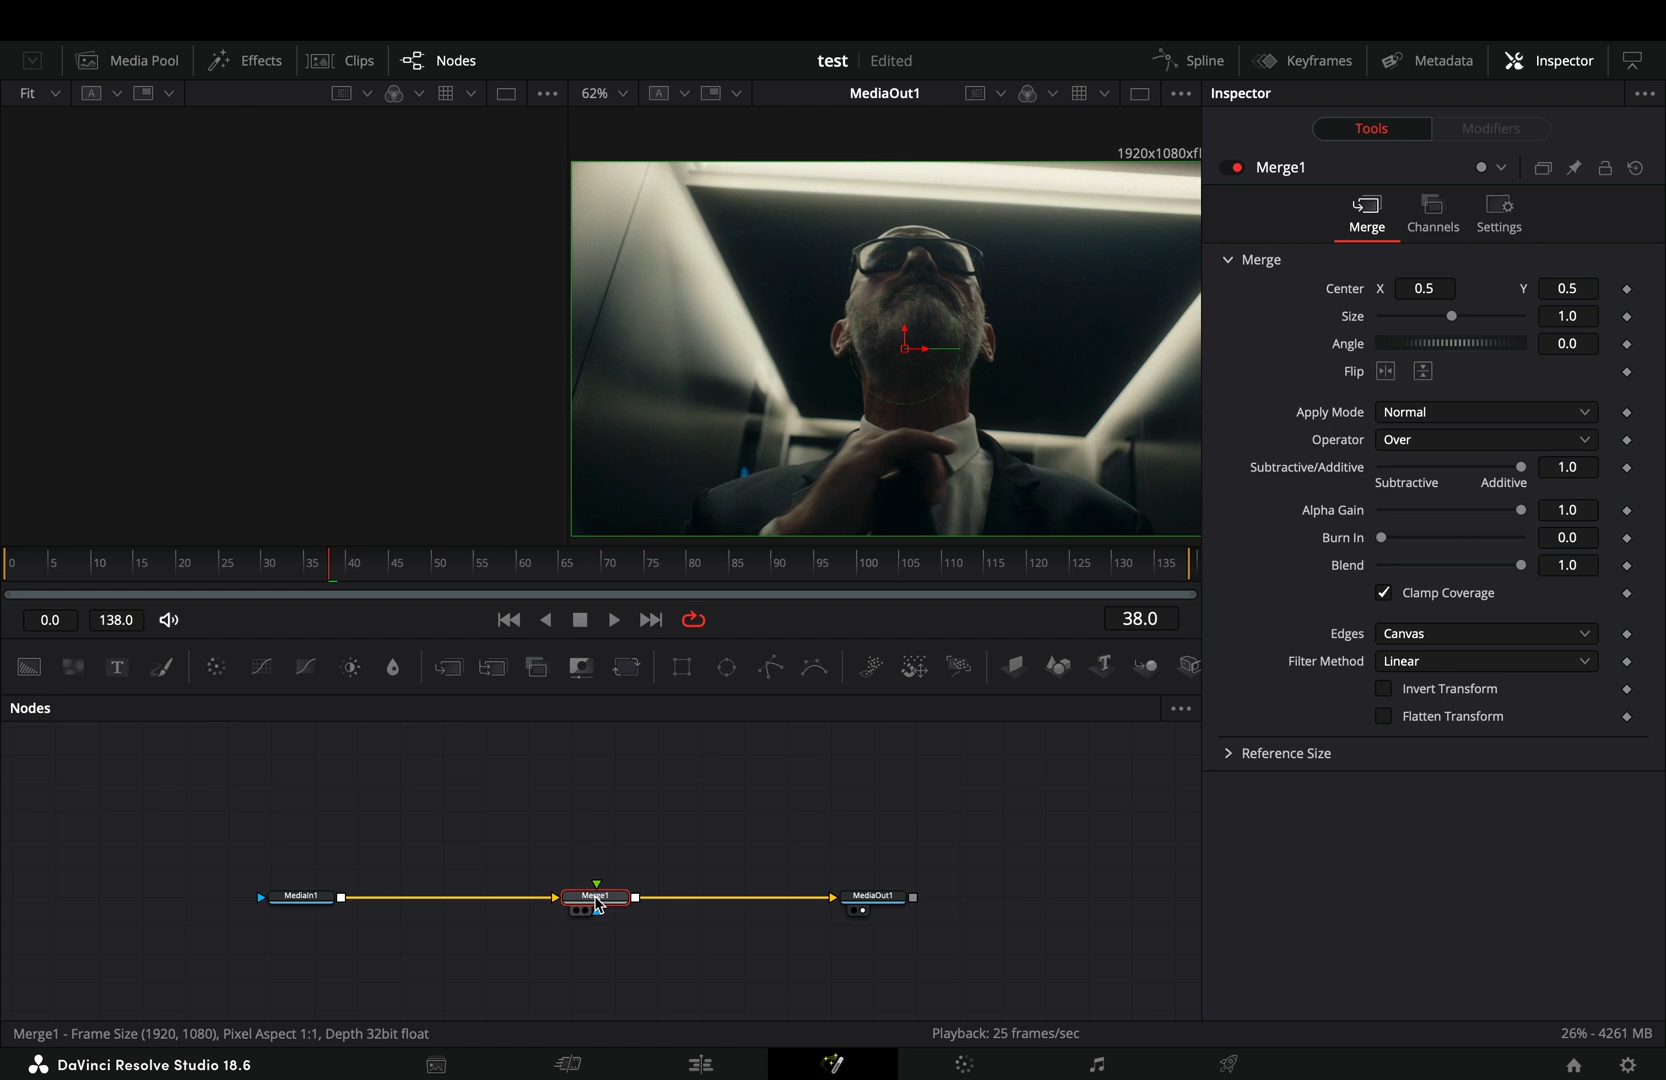 Media Pool
Effects
Clips
Nodes
test
Edited
Spline
Keyframes
Metadata
Inspector
Fit
A
62%
A
MediaOut1
Inspector
1920x1080xfl
Tools
Modifiers
Merge1
Merge
Channels
Settings
Merge
Center X 0.5 Y 0.5
Size 1.0
Angle 0.0
Flip
Apply Mode Normal
Operator Over
Subtractive/Additive 1.0
Subtractive Additive
Alpha Gain 1.0
Burn In 0.0
Blend 1.0
Clamp Coverage
Edges Canvas
Filter Method Linear
Invert Transform
Flatten Transform
Reference Size
0 5 10 15 20 25 30 35 40 45 50 55 60 65 70 75 80 85 90 95 100 105 110 115 120 125 130 135
0.0 138.0 38.0
T
T
Nodes
MediaIn1
Merge1
MediaOut1
Merge1 - Frame Size (1920, 1080), Pixel Aspect 1:1, Depth 32bit float
Playback: 25 frames/sec
26% - 4261 MB
DaVinci Resolve Studio 18.6